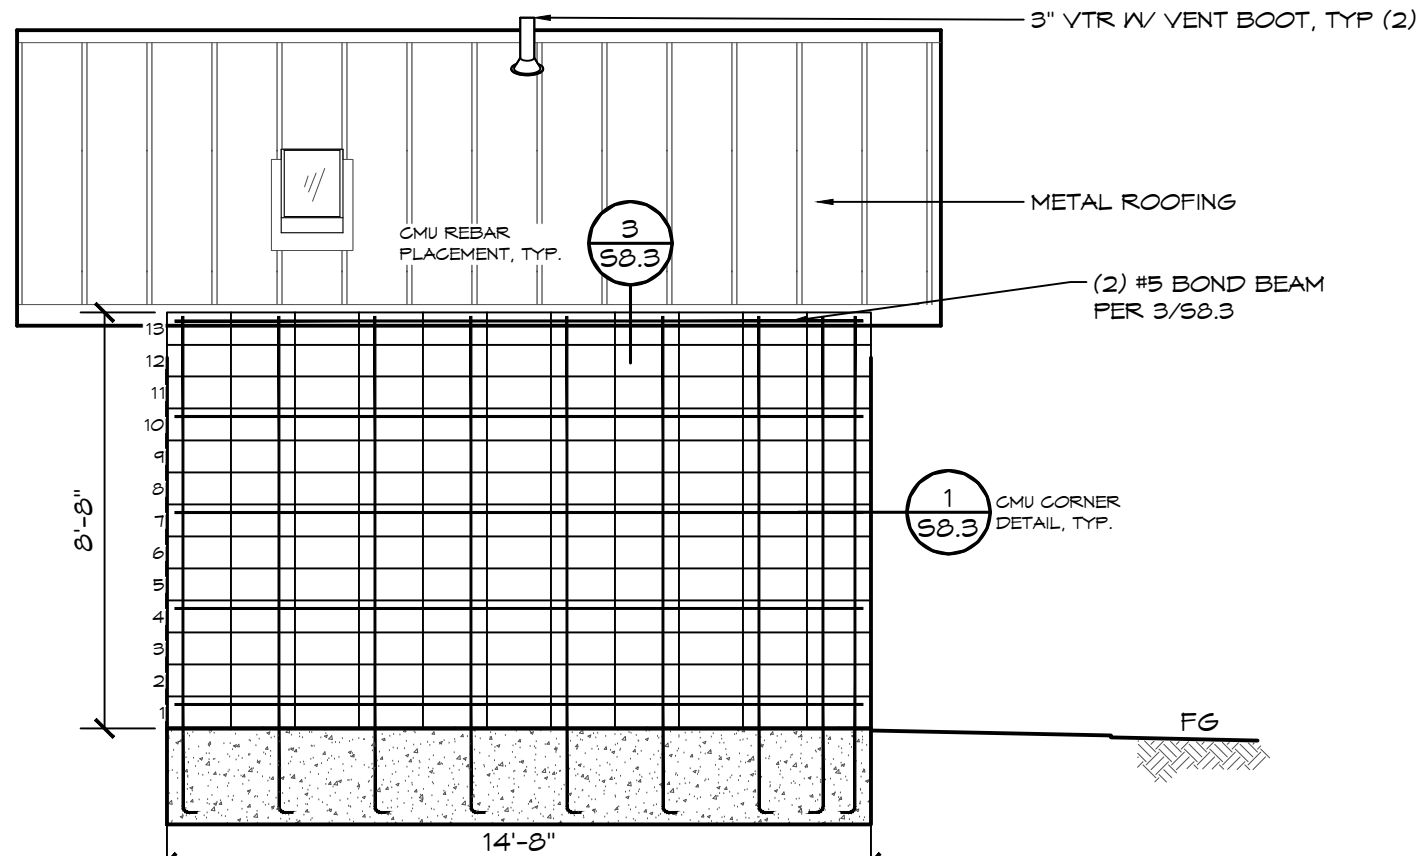 3" VTR W/ VENT BOOT, TYP (2)
METAL ROOFING
CMU REBAR
PLACEMENT, TYP.
3
S8.3
(2) #5 BOND BEAM
PER 3/S8.3
13
12
11
10
9
8
7
6
5
4
3
2
1
8'-8"
1
S8.3
CMU CORNER
DETAIL, TYP.
FG
14'-8"